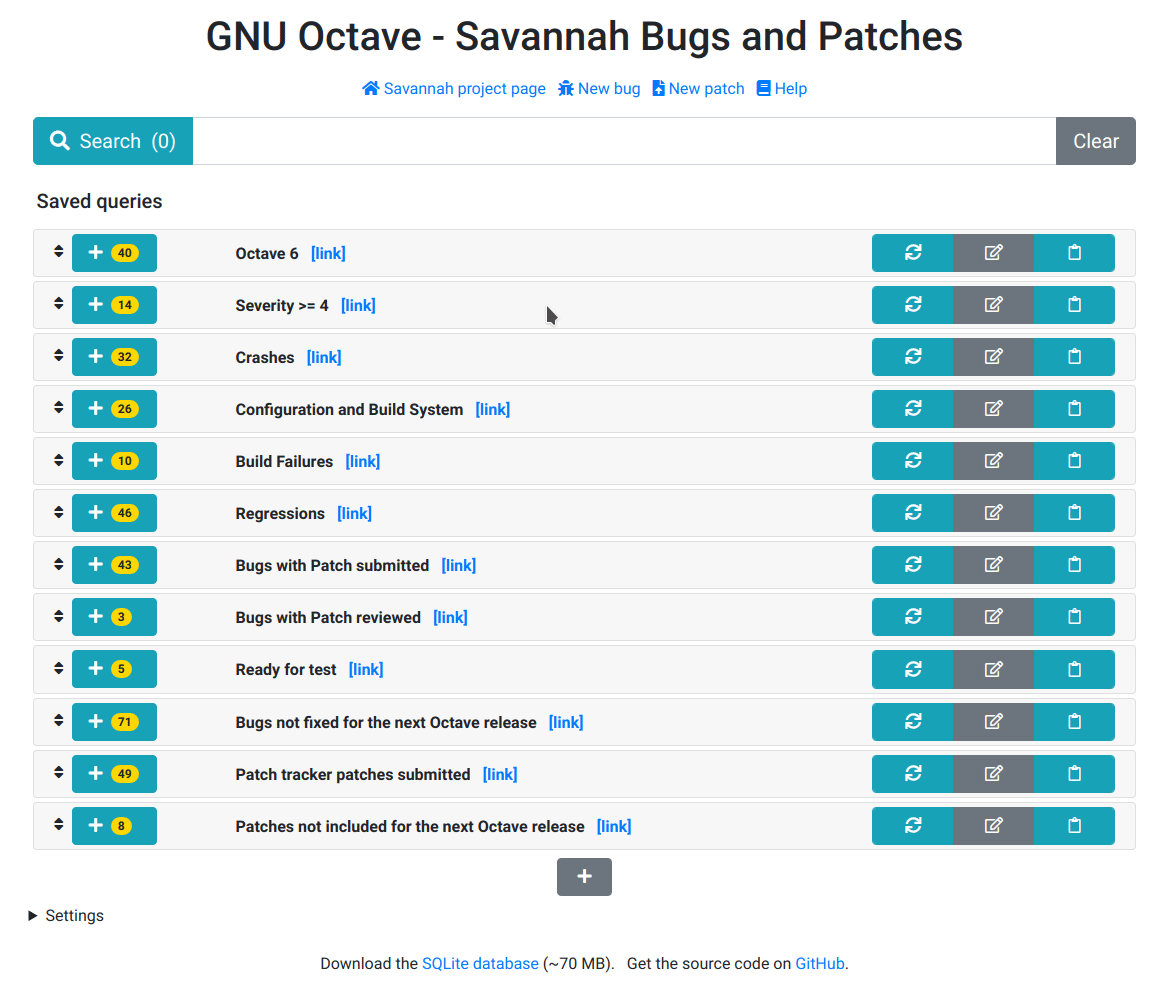 GNU Octave - Savannah Bugs and Patches
Savannah project page New bug New patch Help
Search (0) Clear
Saved queries
40 Octave 6 [link]
14 Severity >= 4 [link]
32 Crashes [link]
26 Configuration and Build System [link]
10 Build Failures [link]
46 Regressions [link]
43 Bugs with Patch submitted [link]
3 Bugs with Patch reviewed [link]
5 Ready for test [link]
71 Bugs not fixed for the next Octave release [link]
49 Patch tracker patches submitted [link]
8 Patches not included for the next Octave release [link]
Settings
Download the SQLite database (~70 MB). Get the source code on GitHub.